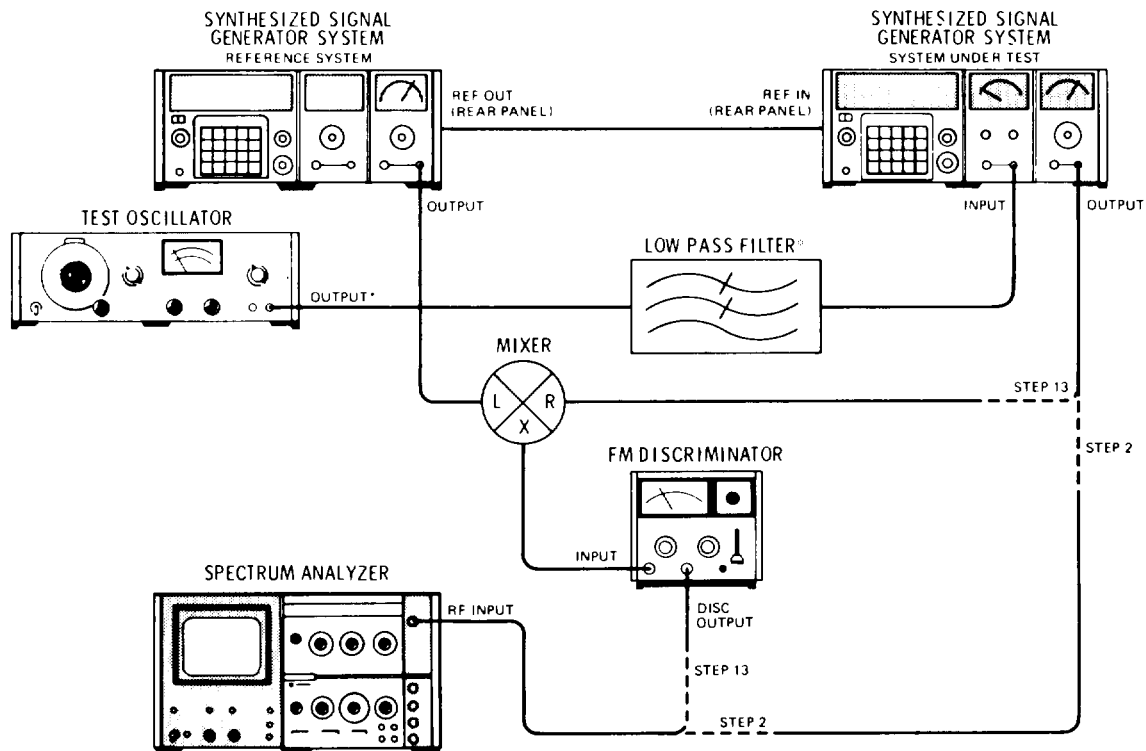 SYNTHESIZED SIGNAL
GENERATOR SYSTEM
REFERENCE SYSTEM
SYNTHESIZED SIGNAL
GENERATOR SYSTEM
SYSTEM UNDER TEST
REF OUT
(REAR PANEL)
REF IN
(REAR PANEL)
OUTPUT
INPUT
OUTPUT
TEST OSCILLATOR
OUTPUT*
LOW PASS FILTER*
MIXER
L
R
X
STEP 13
STEP 2
FM DISCRIMINATOR
INPUT
DISC
OUTPUT
SPECTRUM ANALYZER
RF INPUT
STEP 13
STEP 2